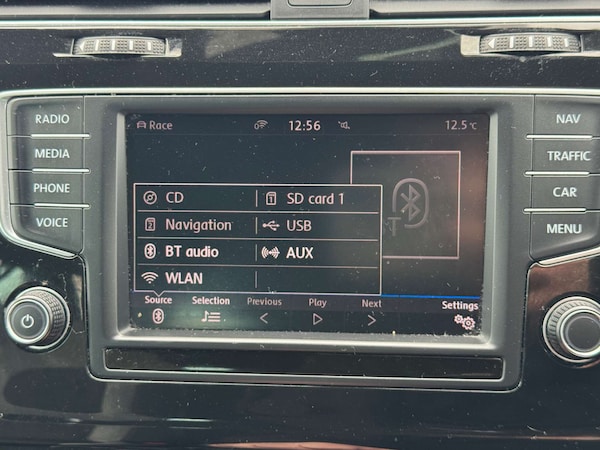 RADIO
MEDIA
PHONE
VOICE
Race 12:56 12.5°C
CD SD card 1
Navigation USB
BT audio AUX
WLAN
Source Selection Previous Play Next Settings
NAV
TRAFFIC
CAR
MENU